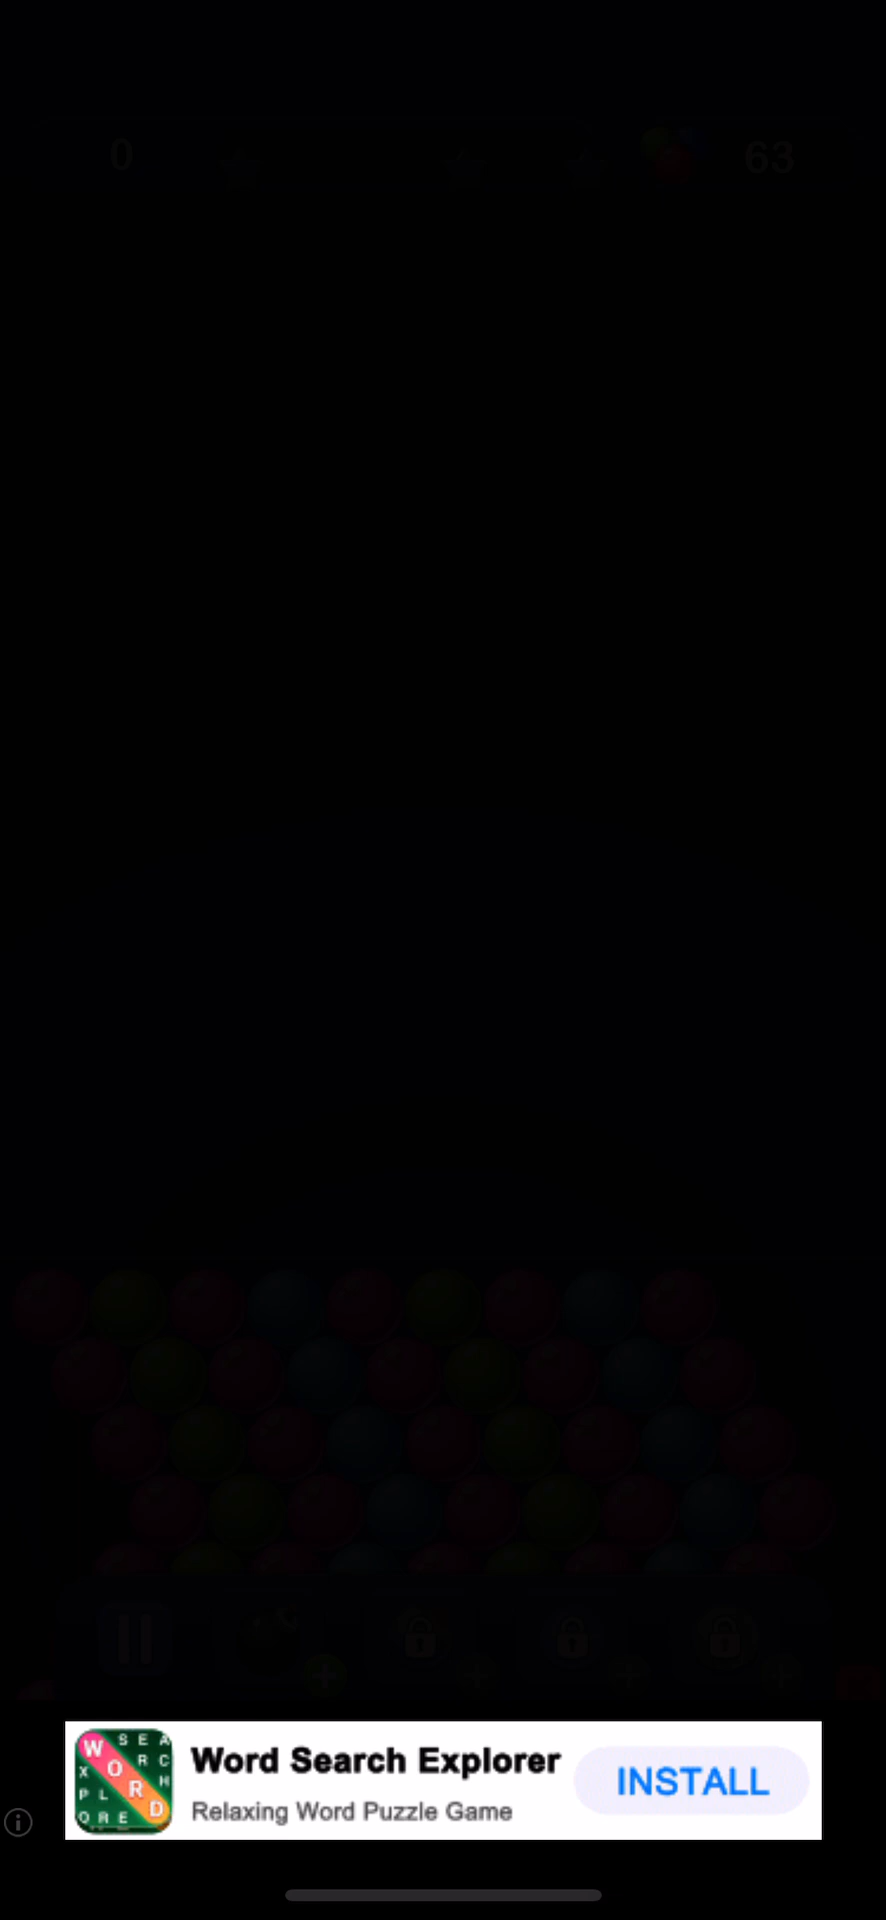 0
63
S E A
W R C
X O H
P L R
O R E D
Word Search Explorer
Relaxing Word Puzzle Game
INSTALL